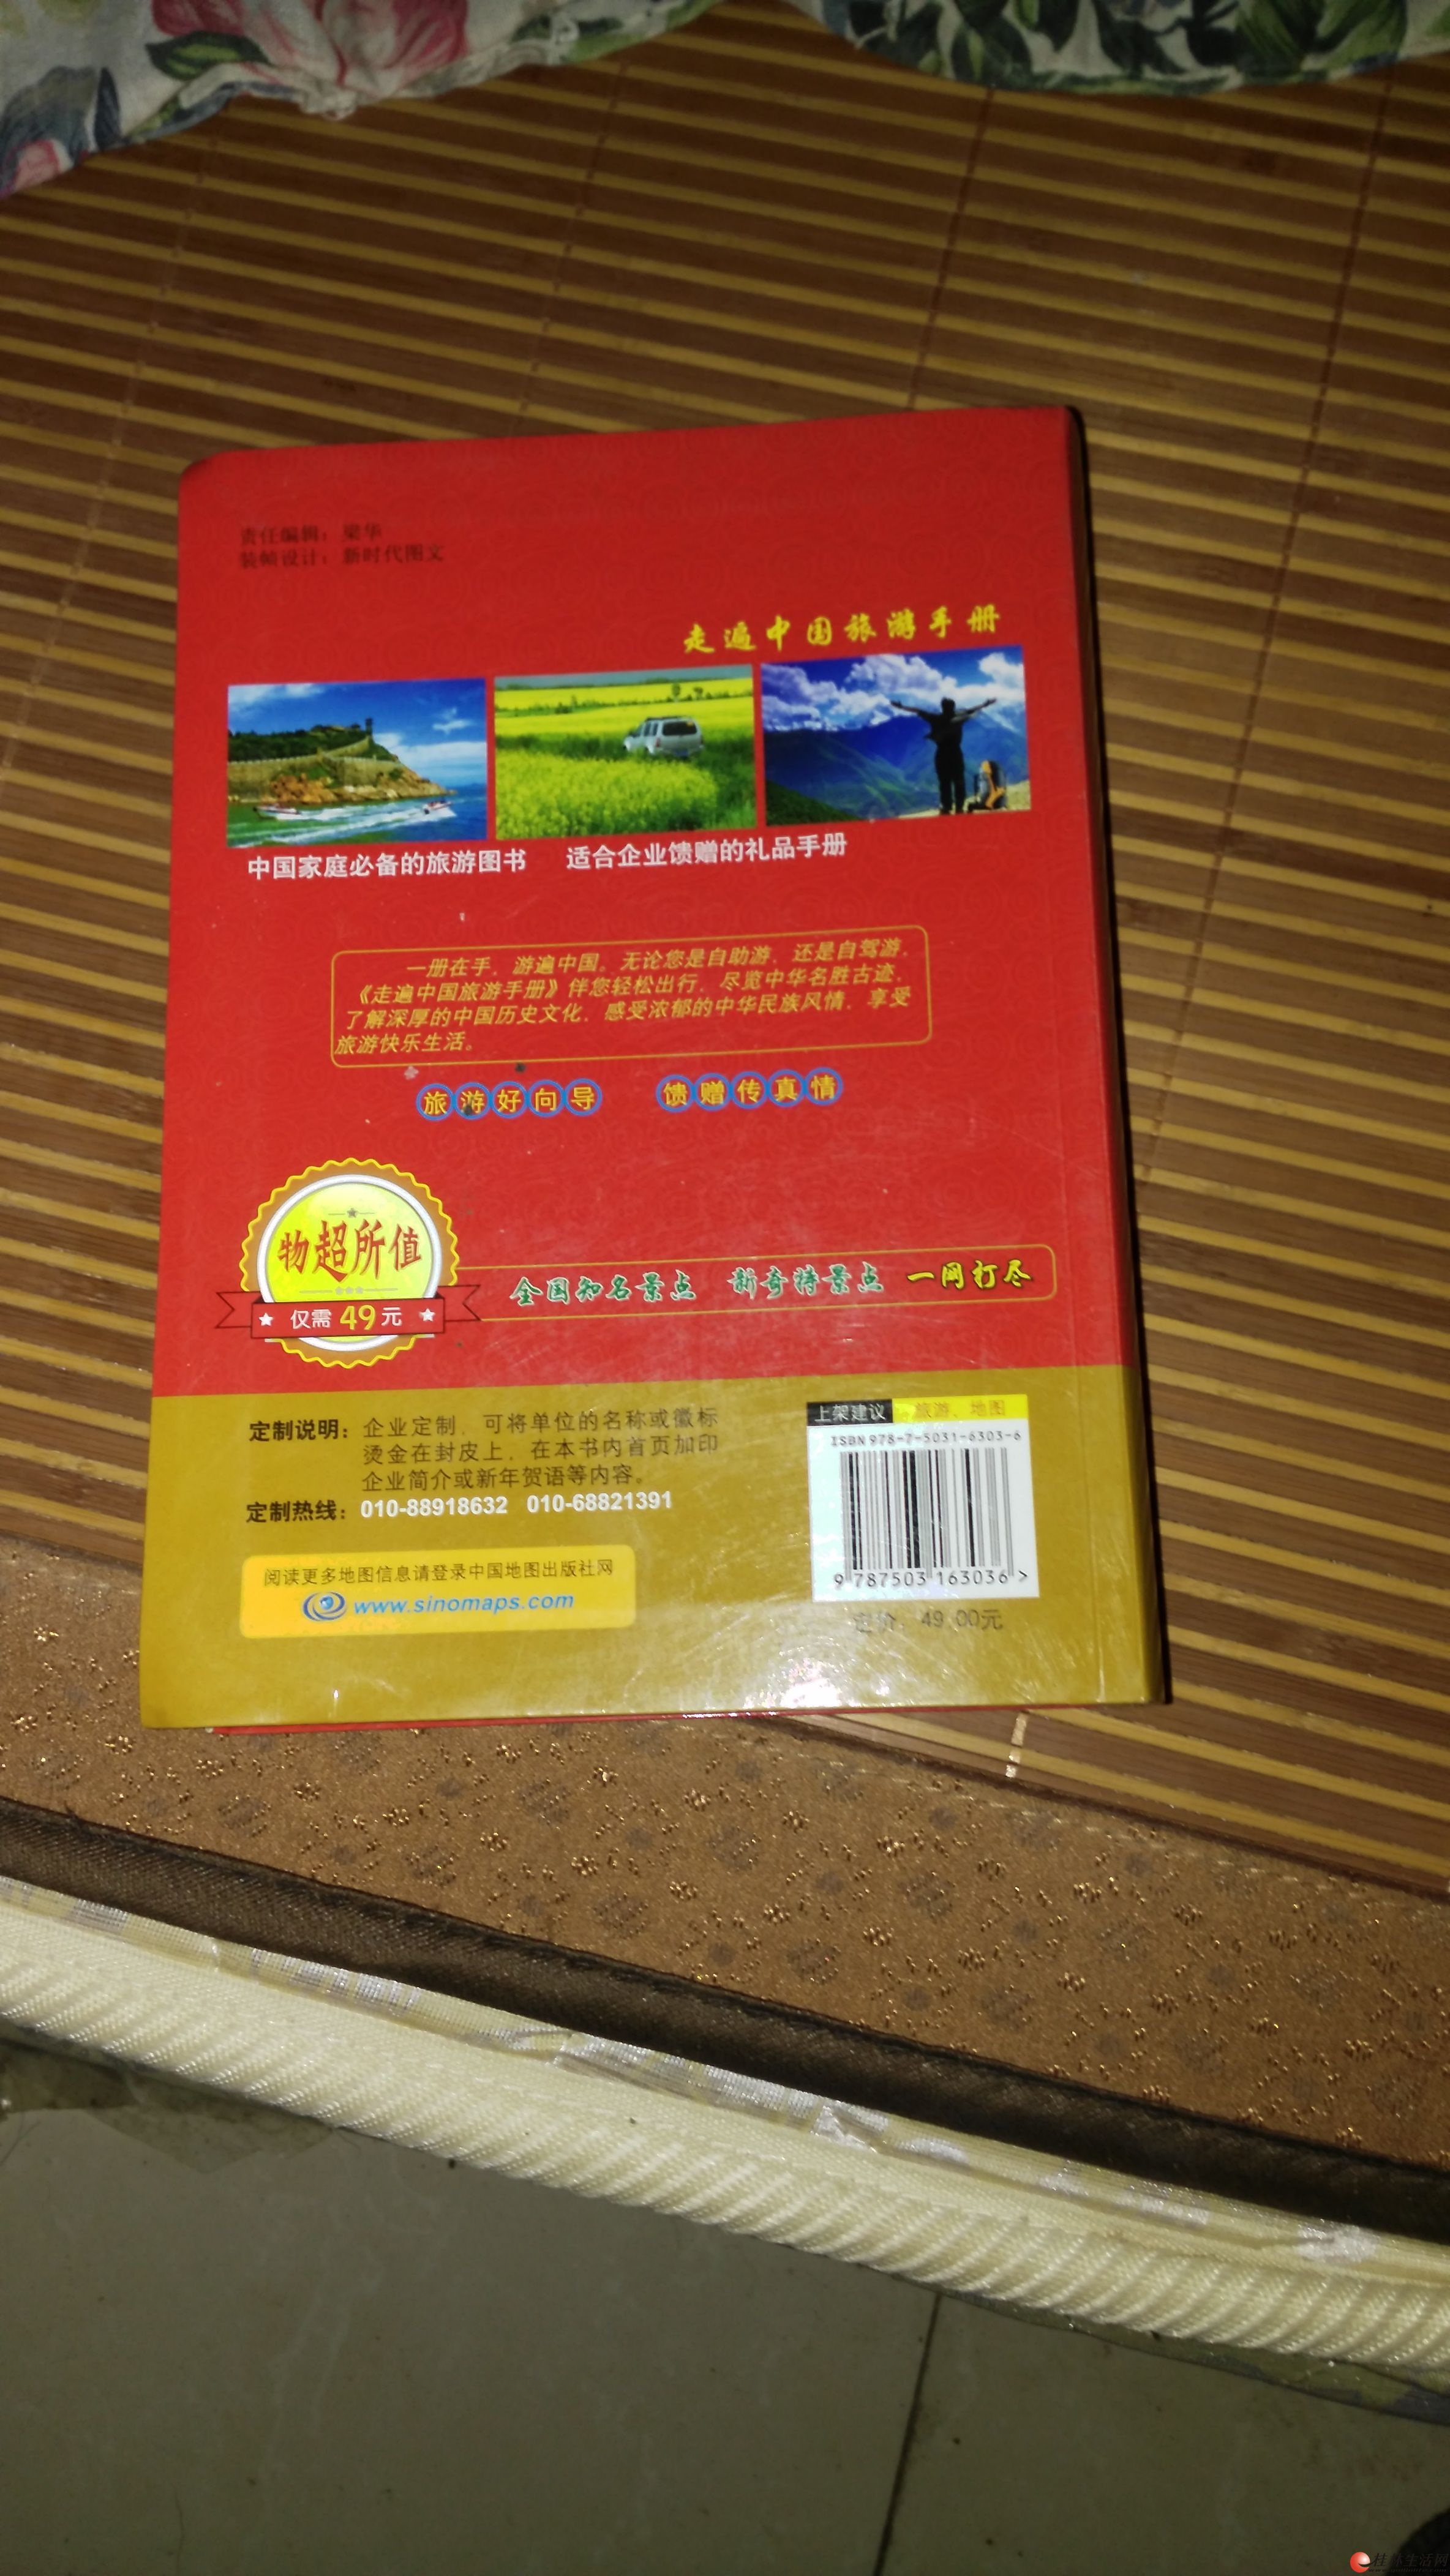 责任编辑：梁华
装帧设计：新时代图文
走遍中国旅游手册
中国家庭必备的旅游图书 适合企业馈赠的礼品手册
一册在手，游遍中国。无论您是自助游，还是自驾游，
《走遍中国旅游手册》伴您轻松出行，尽览中华名胜古迹，
了解深厚的中国历史文化，感受浓郁的中华民族风情，享受
旅游快乐生活。
旅游好向导 馈赠传真情
物超所值
仅需49元
全国知名景点 新奇特景点 一网打尽
定制说明：企业定制，可将单位的名称或徽标
烫金在封皮上，在本书内首页加印
企业简介或新年贺语等内容。
定制热线：010-88918632 010-68821391
阅读更多地图信息请登录中国地图出版社网
www.sinomaps.com
上架建议 旅游、地图
ISBN 978-7-5031-6303-6
9 787503 163036 >
定价：49.00元
桂林生活网